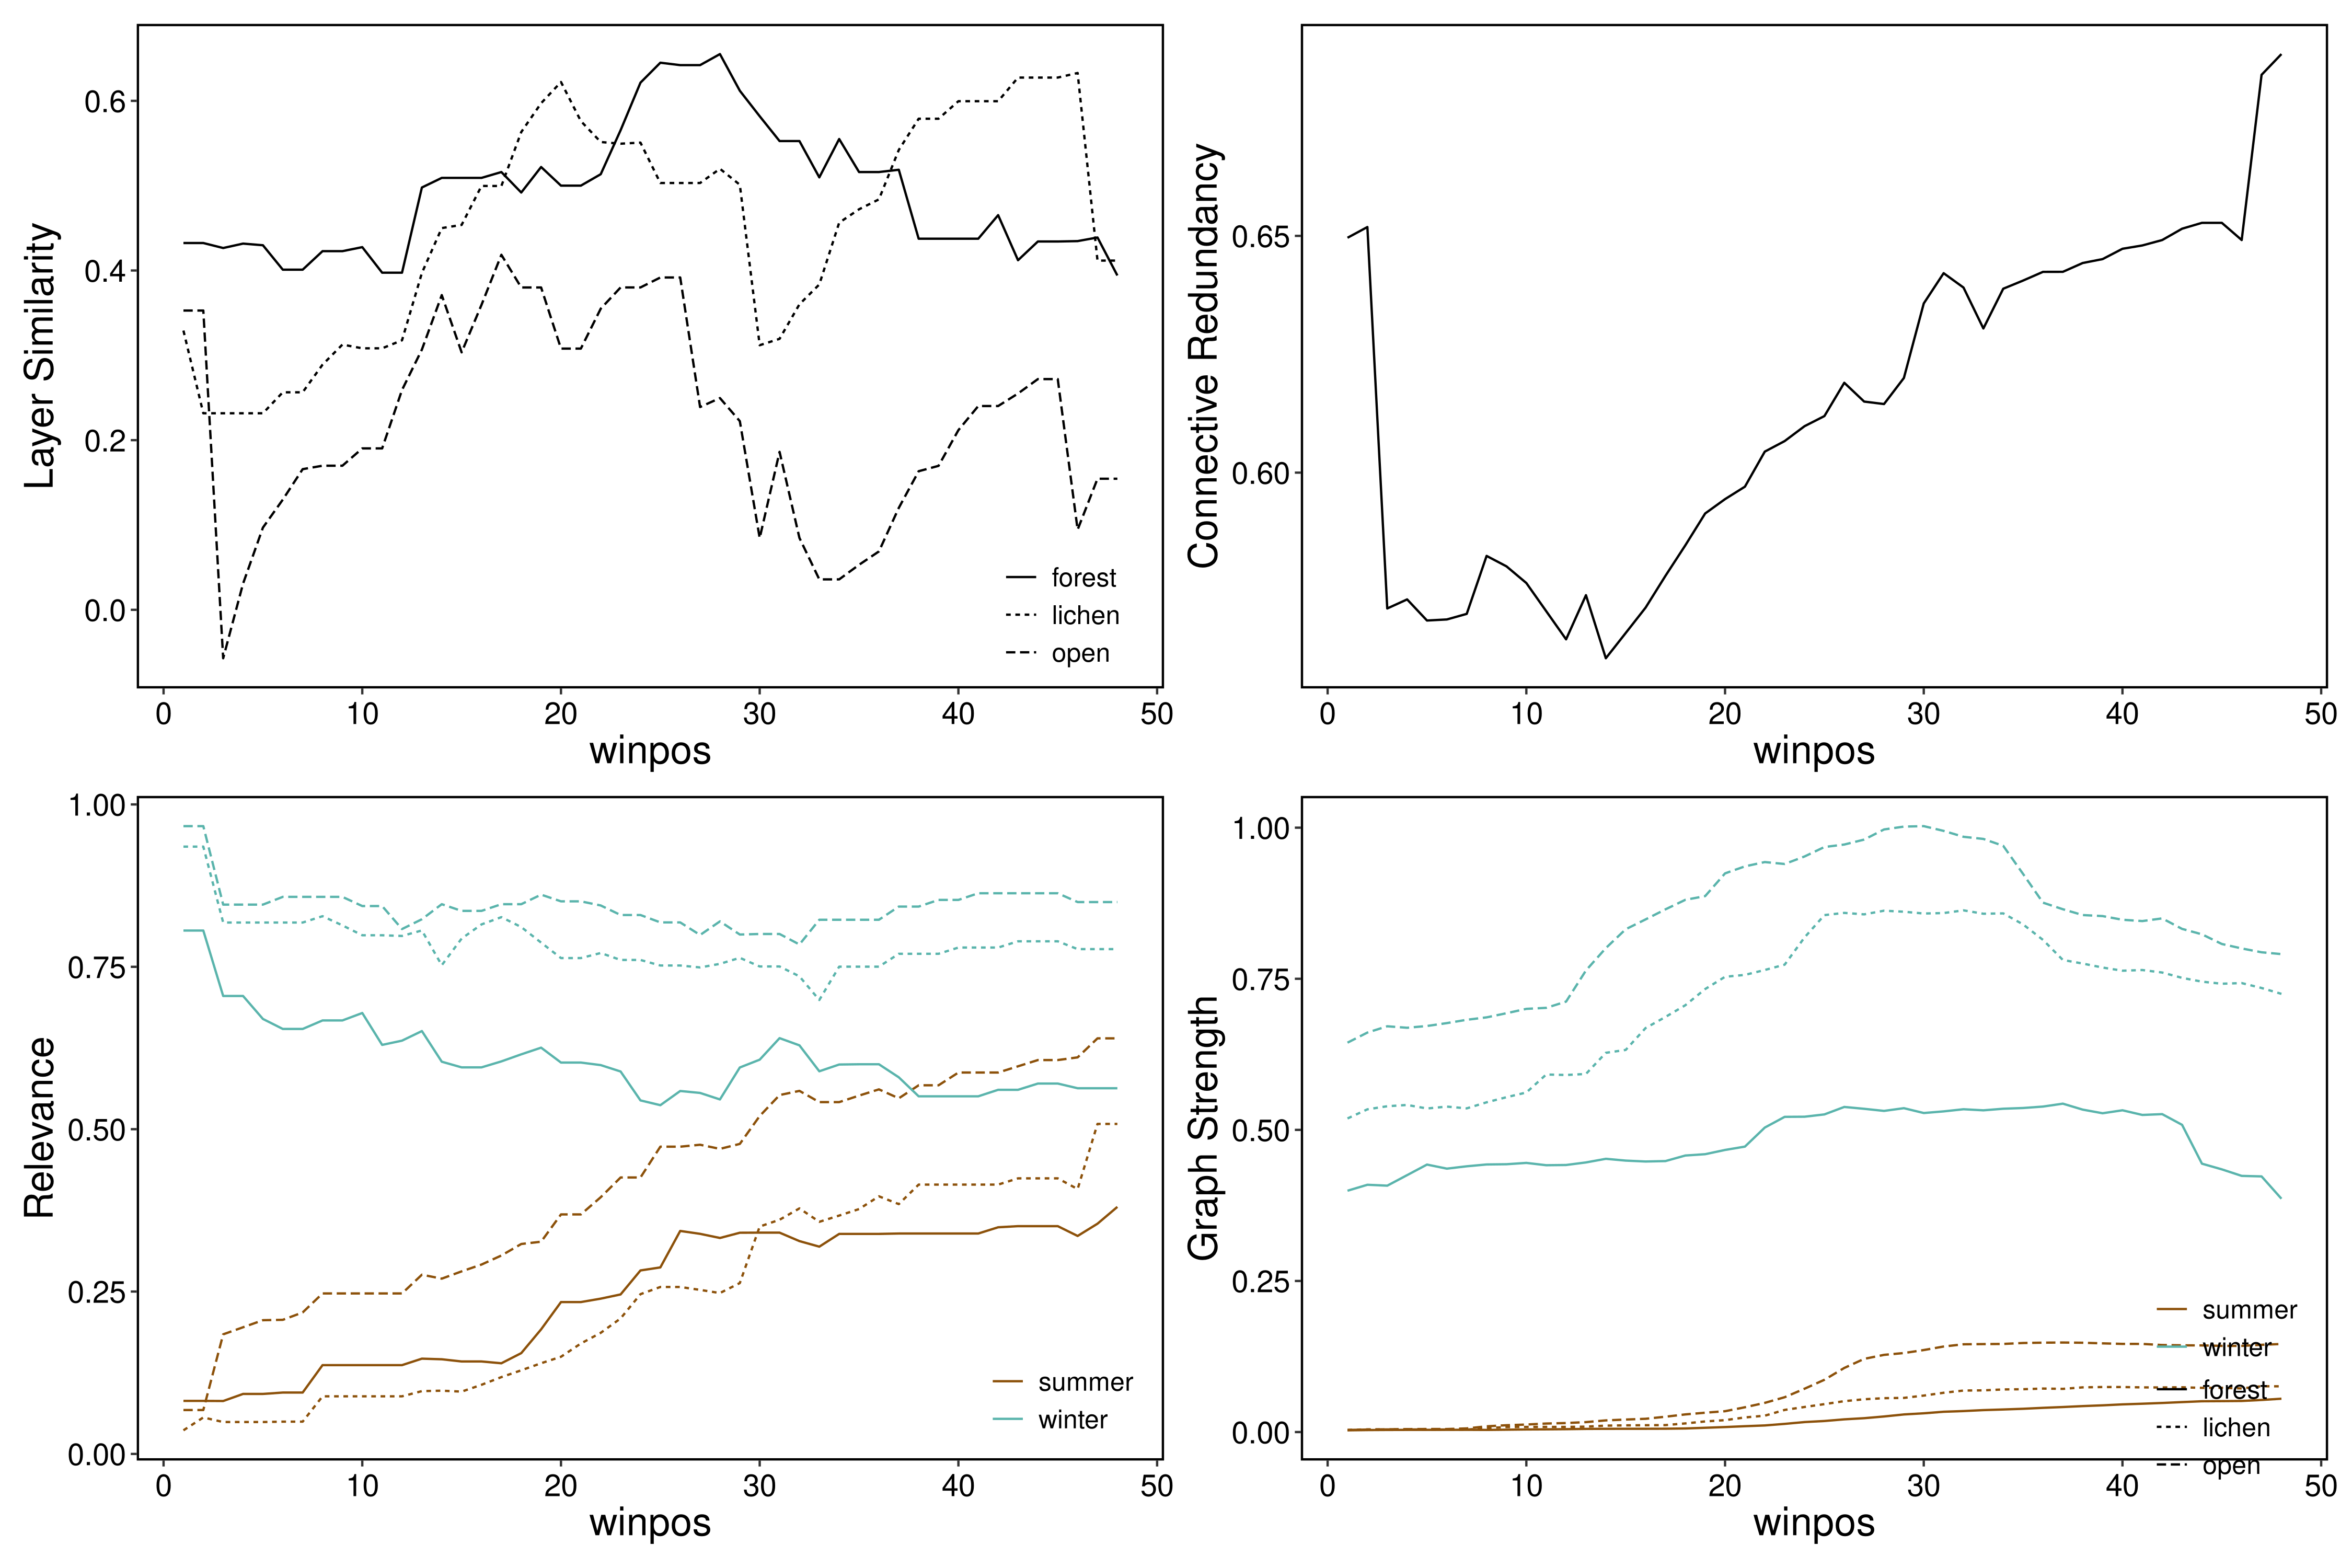 Layer Similarity
0.6
0.4
0.2
0.0
forest
lichen
open
0 10 20 30 40 50
winpos
Connective Redundancy
0.65
0.60
0 10 20 30 40 50
winpos
Relevance
1.00
0.75
0.50
0.25
0.00
summer
winter
0 10 20 30 40 50
winpos
Graph Strength
1.00
0.75
0.50
0.25
0.00
summer
winter
forest
lichen
open
0 10 20 30 40 50
winpos